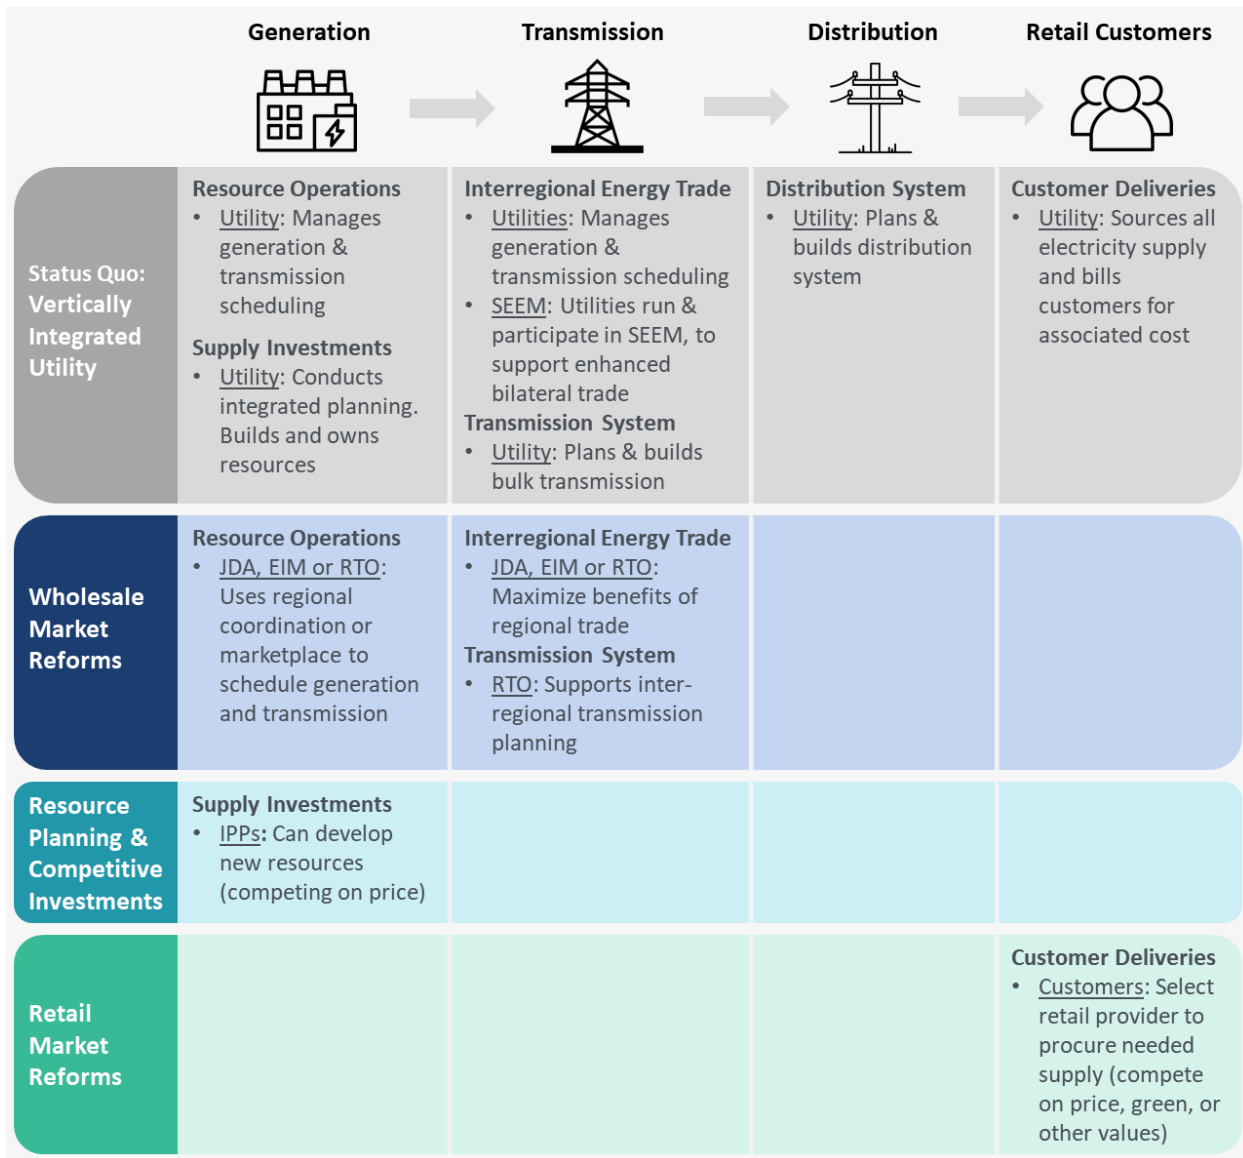 Generation
Transmission
Distribution
Retail Customers
Status Quo:
Vertically
Integrated
Utility
Resource Operations
• Utility: Manages
generation &
transmission
scheduling
Supply Investments
• Utility: Conducts
integrated planning.
Builds and owns
resources
Interregional Energy Trade
• Utilities: Manages
generation &
transmission scheduling
• SEEM: Utilities run &
participate in SEEM, to
support enhanced
bilateral trade
Transmission System
• Utility: Plans & builds
bulk transmission
Distribution System
• Utility: Plans &
builds distribution
system
Customer Deliveries
• Utility: Sources all
electricity supply
and bills
customers for
associated cost
Wholesale
Market
Reforms
Resource Operations
• JDA, EIM or RTO:
Uses regional
coordination or
marketplace to
schedule generation
and transmission
Interregional Energy Trade
• JDA, EIM or RTO:
Maximize benefits of
regional trade
Transmission System
• RTO: Supports inter-
regional transmission
planning
Resource
Planning &
Competitive
Investments
Supply Investments
• IPPs: Can develop
new resources
(competing on price)
Retail
Market
Reforms
Customer Deliveries
• Customers: Select
retail provider to
procure needed
supply (compete
on price, green, or
other values)